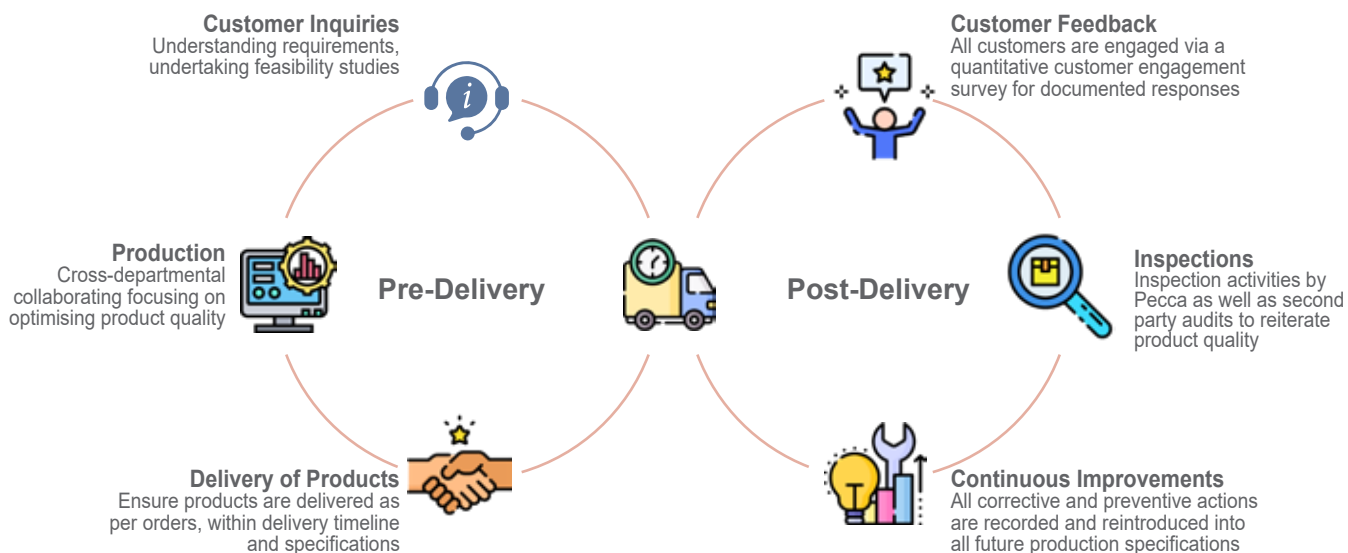 Customer Inquiries
Understanding requirements,
undertaking feasibility studies
Customer Feedback
All customers are engaged via a
quantitative customer engagement
survey for documented responses
Production
Cross-departmental
collaborating focusing on
optimising product quality
Pre-Delivery
Post-Delivery
Inspections
Inspection activities by
Pecca as well as second
party audits to reiterate
product quality
Delivery of Products
Ensure products are delivered as
per orders, within delivery timeline
and specifications
Continuous Improvements
All corrective and preventive actions
are recorded and reintroduced into
all future production specifications